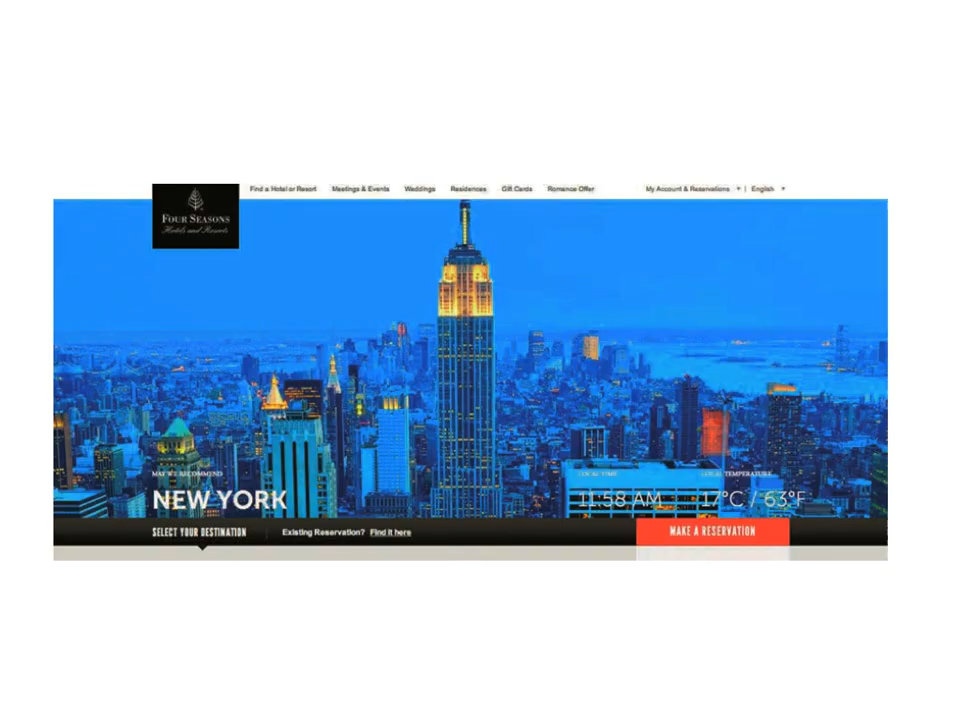 Find a Hotel or Resort Meetings & Events Weddings Residences Gift Cards Romance Offer My Account & Reservations + | English
FOUR SEASONS
Hotels and Resorts
MAY WE RECOMMEND
NEW YORK
LOCAL TIME
11:58 AM
LOCAL TEMPERATURE
17°C / 63°F
SELECT YOUR DESTINATION
Existing Reservation? Find it here
MAKE A RESERVATION